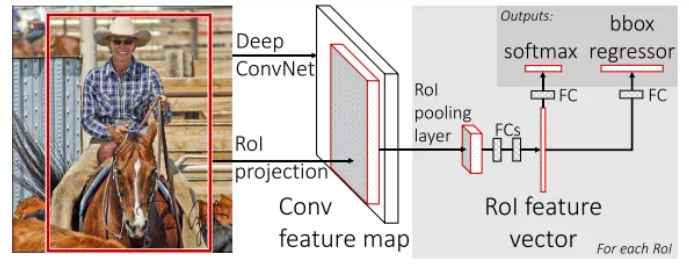 Deep
ConvNet
RoI
projection
Conv
feature map
RoI
pooling
layer
FCs
RoI feature
vector
For each RoI
Outputs:
softmax
bbox
regressor
FC
FC